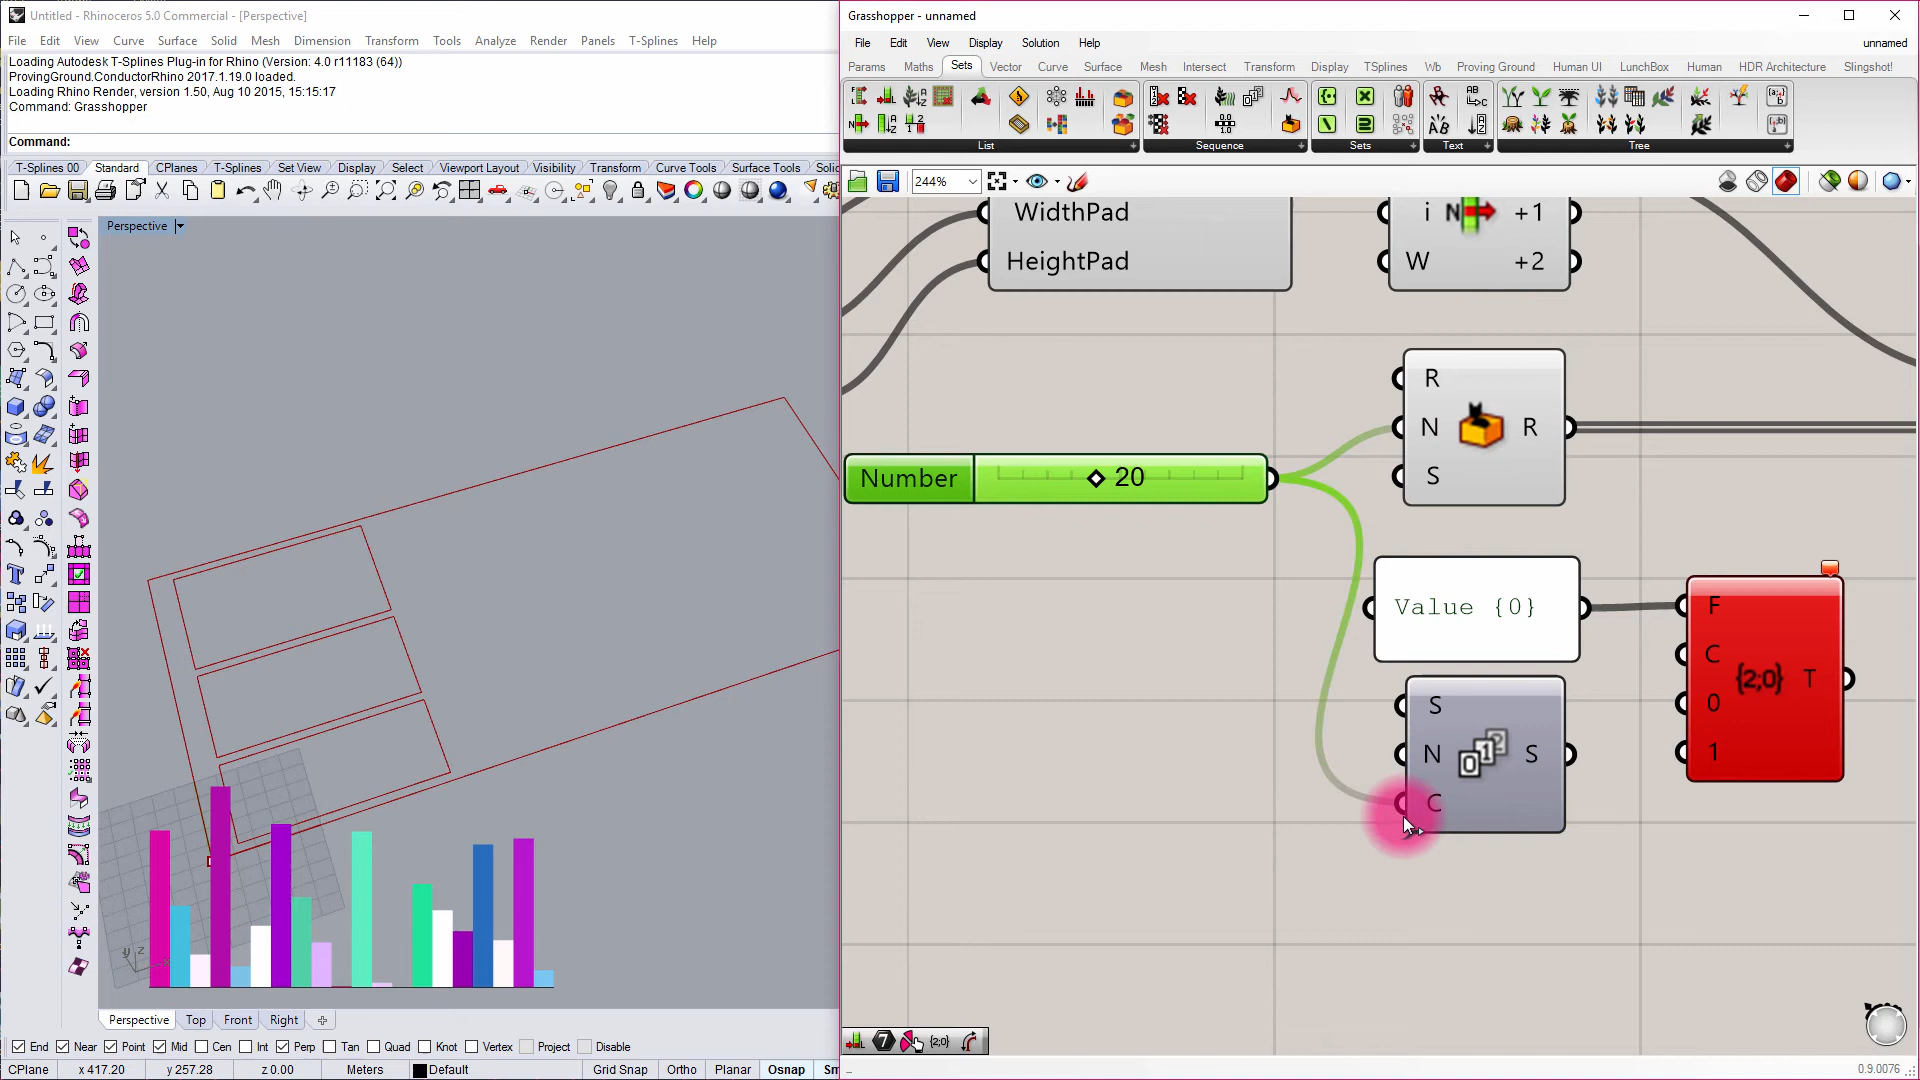 Untitled - Rhinoceros 5.0 Commercial - [Perspective]
File Edit View Curve Surface Solid Mesh Dimension Transform Tools Analyze Render Panels T-Splines Help
Loading Autodesk T-Splines Plug-in for Rhino (Version: 4.0 r11183 (64))
ProvingGround.ConductorRhino 2017.1.19.0 loaded.
Loading Rhino Render, version 1.50, Aug 10 2015, 15:15:17
Command: Grasshopper
Command:
T-Splines 00 Standard CPlanes T-Splines Set View Display Select Viewport Layout Visibility Transform Curve Tools Surface Tools Solid
Perspective
y z
Perspective Top Front Right
End Near Point Mid Cen Int Perp Tan Quad Knot Vertex Project Disable
CPlane x 417.20 y 257.28 z 0.00 Meters Default Grid Snap Ortho Planar Osnap Sm
Grasshopper - unnamed
File Edit View Display Solution Help unnamed
Params Maths Sets Vector Curve Surface Mesh Intersect Transform Display TSplines Wb Proving Ground Human UI LunchBox Human HDR Architecture Slingshot!
List Sequence Sets Text Tree
244%
WidthPad
HeightPad
i N +1
W +2
R
N R
S
Number 20
Value {0}
S
N 0 1 2 S
C
F
C
{2;0} T
0
1
7 {2;0}
0.9.0076